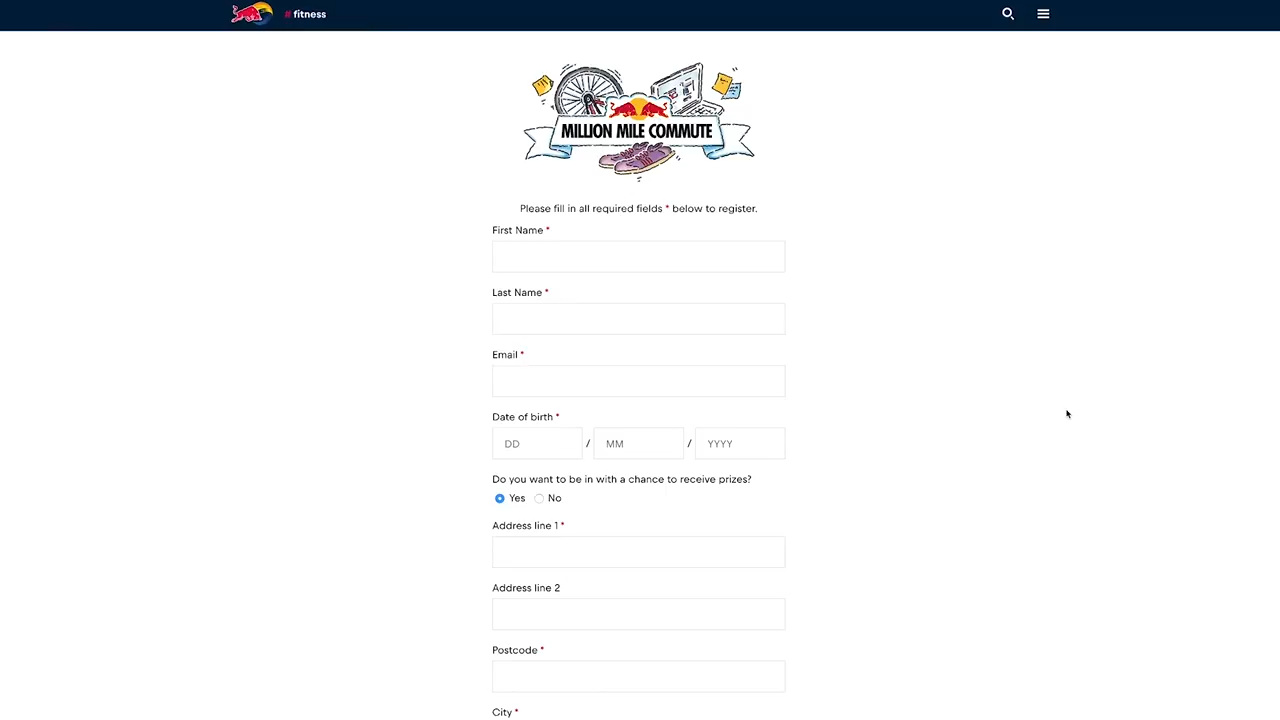 #fitness
MILLION MILE COMMUTE
Please fill in all required fields * below to register.
First Name *
Last Name *
Email *
Date of birth *
DD / MM / YYYY
Do you want to be in with a chance to receive prizes?
Yes No
Address line 1 *
Address line 2
Postcode *
City *